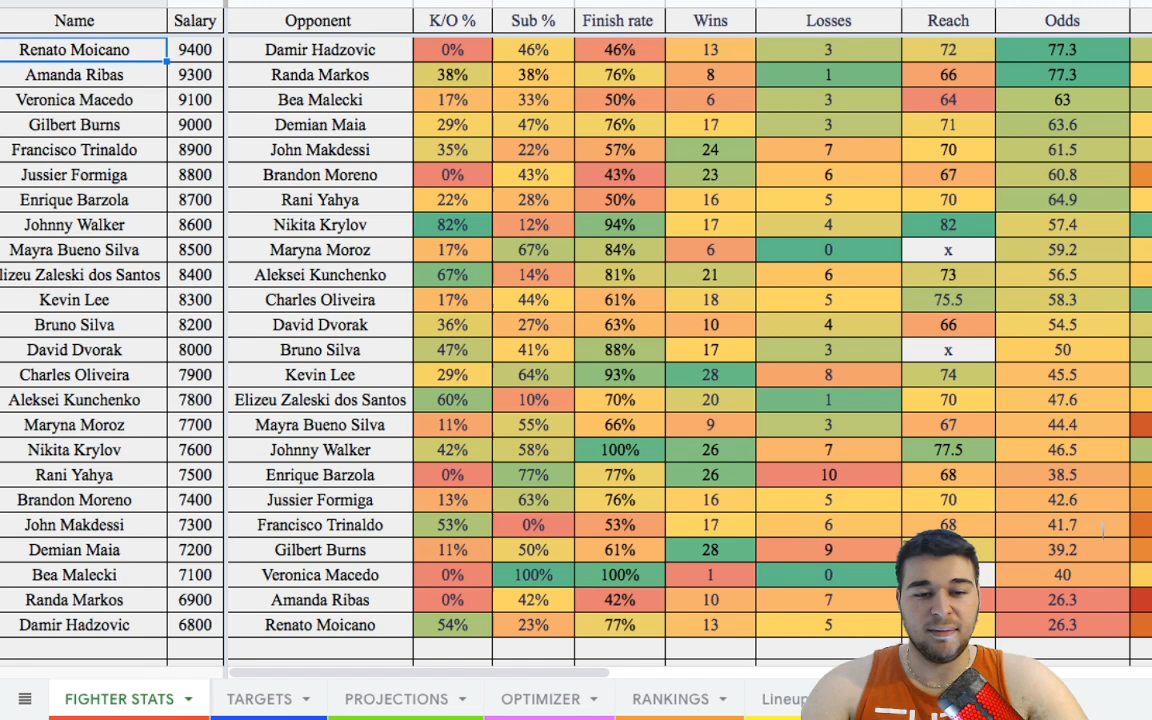 Name Salary Opponent K/O % Sub % Finish rate Wins Losses Reach Odds
Renato Moicano 9400 Damir Hadzovic 0% 46% 46% 13 3 72 77.3
Amanda Ribas 9300 Randa Markos 38% 38% 76% 8 1 66 77.3
Veronica Macedo 9100 Bea Malecki 17% 33% 50% 6 3 64 63
Gilbert Burns 9000 Demian Maia 29% 47% 76% 17 3 71 63.6
Francisco Trinaldo 8900 John Makdessi 35% 22% 57% 24 7 70 61.5
Jussier Formiga 8800 Brandon Moreno 0% 43% 43% 23 6 67 60.8
Enrique Barzola 8700 Rani Yahya 22% 28% 50% 16 5 70 64.9
Johnny Walker 8600 Nikita Krylov 82% 12% 94% 17 4 82 57.4
Mayra Bueno Silva 8500 Maryna Moroz 17% 67% 84% 6 0 x 59.2
lizeu Zaleski dos Santos 8400 Aleksei Kunchenko 67% 14% 81% 21 6 73 56.5
Kevin Lee 8300 Charles Oliveira 17% 44% 61% 18 5 75.5 58.3
Bruno Silva 8200 David Dvorak 36% 27% 63% 10 4 66 54.5
David Dvorak 8000 Bruno Silva 47% 41% 88% 17 3 x 50
Charles Oliveira 7900 Kevin Lee 29% 64% 93% 28 8 74 45.5
Aleksei Kunchenko 7800 Elizeu Zaleski dos Santos 60% 10% 70% 20 1 70 47.6
Maryna Moroz 7700 Mayra Bueno Silva 11% 55% 66% 9 3 67 44.4
Nikita Krylov 7600 Johnny Walker 42% 58% 100% 26 7 77.5 46.5
Rani Yahya 7500 Enrique Barzola 0% 77% 77% 26 10 68 38.5
Brandon Moreno 7400 Jussier Formiga 13% 63% 76% 16 5 70 42.6
John Makdessi 7300 Francisco Trinaldo 53% 0% 53% 17 6 68 41.7
Demian Maia 7200 Gilbert Burns 11% 50% 61% 28 9 39.2
Bea Malecki 7100 Veronica Macedo 0% 100% 100% 1 0 40
Randa Markos 6900 Amanda Ribas 0% 42% 42% 10 7 26.3
Damir Hadzovic 6800 Renato Moicano 54% 23% 77% 13 5 26.3
FIGHTER STATS TARGETS PROJECTIONS OPTIMIZER RANKINGS Lineup